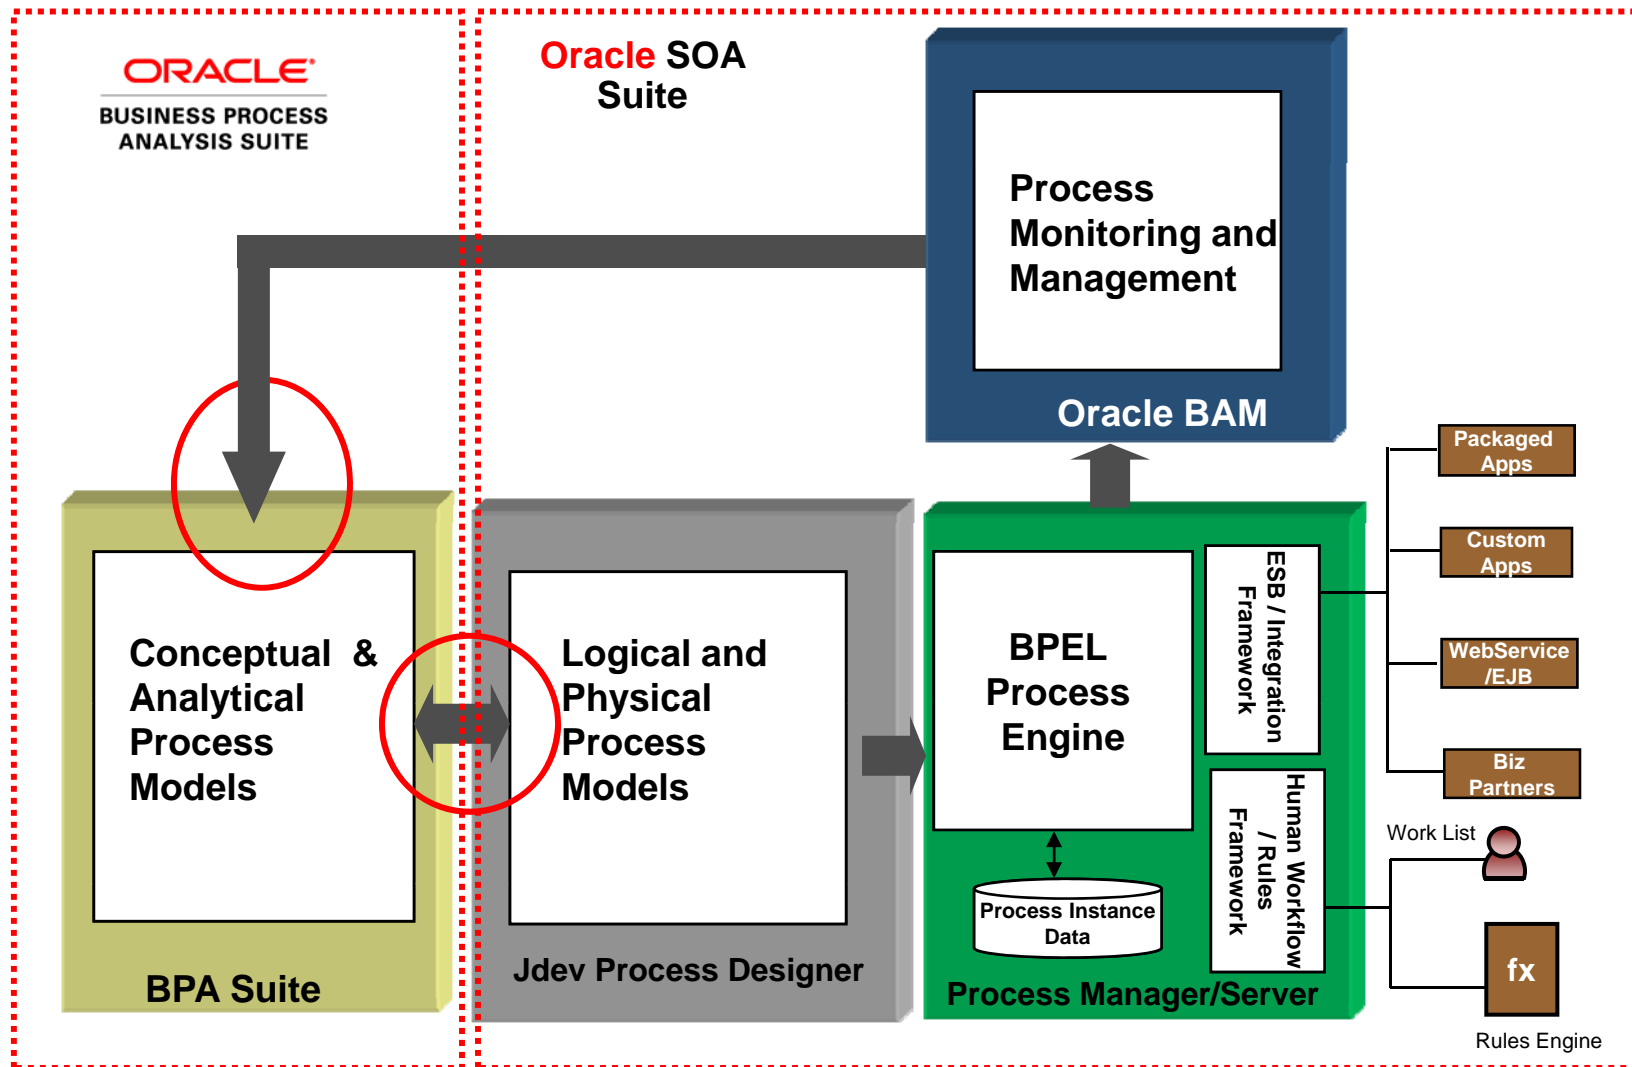 ORACLE
BUSINESS PROCESS
ANALYSIS SUITE
Oracle SOA
Suite
Process
Monitoring and
Management
Oracle BAM
Conceptual &
Analytical
Process
Models
BPA Suite
Logical and
Physical
Process
Models
Jdev Process Designer
BPEL
Process
Engine
Process Instance
Data
ESB / Integration
Framework
Human Workflow
/ Rules
Framework
Process Manager/Server
Packaged
Apps
Custom
Apps
WebService
/EJB
Biz
Partners
Work List
fx
Rules Engine